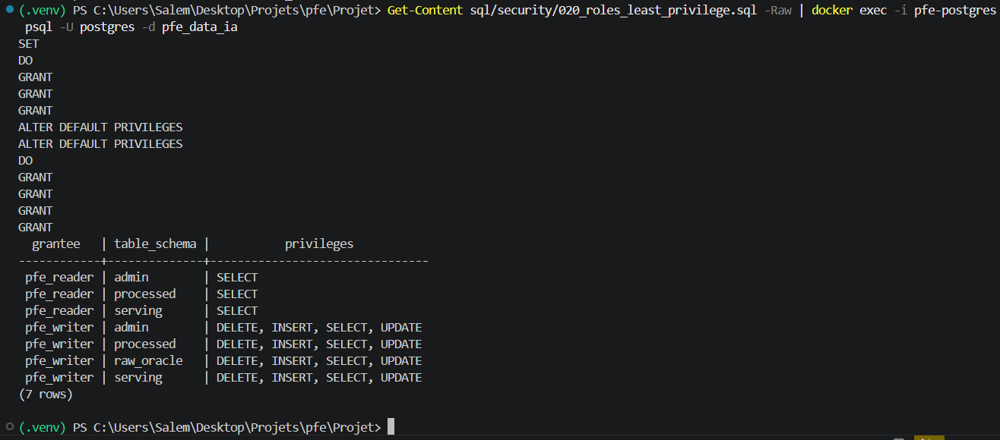 (.venv) PS C:\Users\Salem\Desktop\Projets\pfe\Projet> Get-Content sql/security/020_roles_least_privilege.sql -Raw | docker exec -i pfe-postgres
psql -U postgres -d pfe_data_ia
SET
DO
GRANT
GRANT
GRANT
ALTER DEFAULT PRIVILEGES
ALTER DEFAULT PRIVILEGES
DO
GRANT
GRANT
GRANT
GRANT
  grantee   | table_schema |           privileges
------------+--------------+--------------------------------
 pfe_reader | admin        | SELECT
 pfe_reader | processed    | SELECT
 pfe_reader | serving      | SELECT
 pfe_writer | admin        | DELETE, INSERT, SELECT, UPDATE
 pfe_writer | processed    | DELETE, INSERT, SELECT, UPDATE
 pfe_writer | raw_oracle   | DELETE, INSERT, SELECT, UPDATE
 pfe_writer | serving      | DELETE, INSERT, SELECT, UPDATE
(7 rows)
(.venv) PS C:\Users\Salem\Desktop\Projets\pfe\Projet>